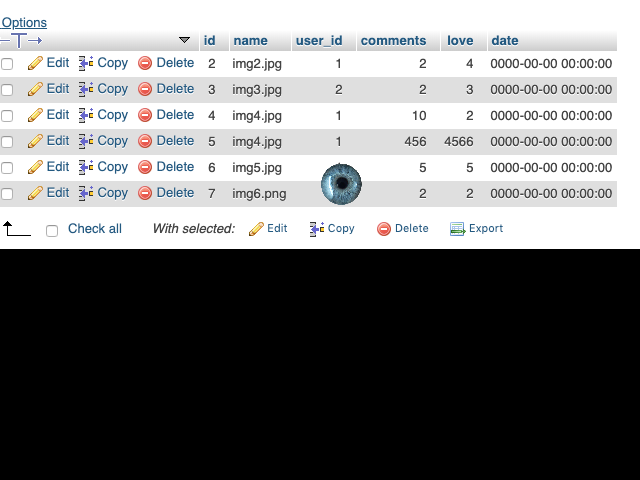 Options
id name user_id comments love date
Edit Copy Delete 2 img2.jpg 1 2 4 0000-00-00 00:00:00
Edit Copy Delete 3 img3.jpg 2 2 3 0000-00-00 00:00:00
Edit Copy Delete 4 img4.jpg 1 10 2 0000-00-00 00:00:00
Edit Copy Delete 5 img4.jpg 1 456 4566 0000-00-00 00:00:00
Edit Copy Delete 6 img5.jpg 5 5 0000-00-00 00:00:00
Edit Copy Delete 7 img6.png 2 2 0000-00-00 00:00:00
Check all With selected: Edit Copy Delete Export